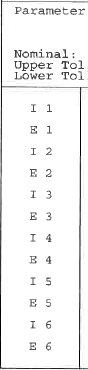 Parameter
Nominal:
Upper Tol
Lower Tol
I 1
E 1
I 2
E 2
I 3
E 3
I 4
E 4
I 5
E 5
I 6
E 6